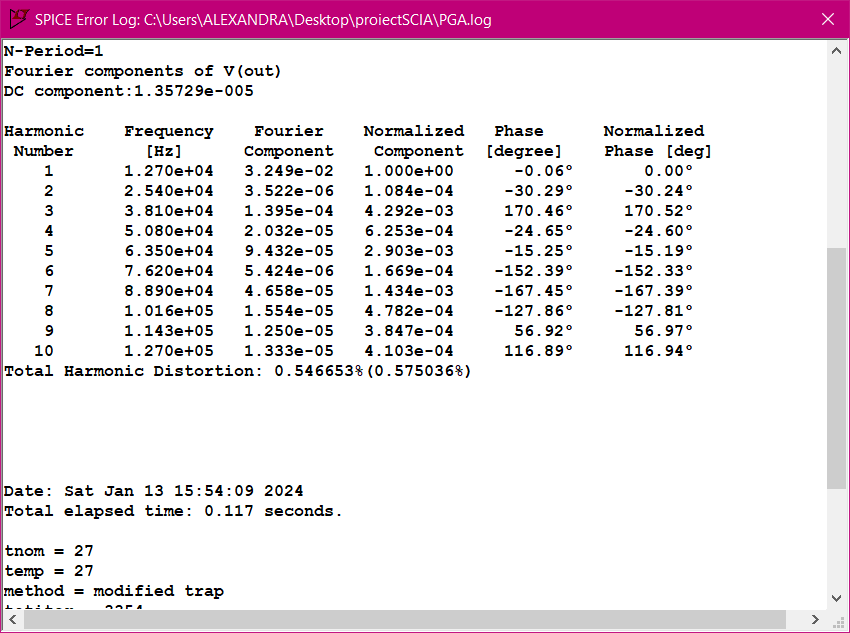 SPICE Error Log: C:\Users\ALEXANDRA\Desktop\proiectSCIA\PGA.log
N-Period=1
Fourier components of V(out)
DC component:1.35729e-005
Harmonic Frequency Fourier Normalized Phase Normalized
Number [Hz] Component Component [degree] Phase [deg]
1 1.270e+04 3.249e-02 1.000e+00 -0.06° 0.00°
2 2.540e+04 3.522e-06 1.084e-04 -30.29° -30.24°
3 3.810e+04 1.395e-04 4.292e-03 170.46° 170.52°
4 5.080e+04 2.032e-05 6.253e-04 -24.65° -24.60°
5 6.350e+04 9.432e-05 2.903e-03 -15.25° -15.19°
6 7.620e+04 5.424e-06 1.669e-04 -152.39° -152.33°
7 8.890e+04 4.658e-05 1.434e-03 -167.45° -167.39°
8 1.016e+05 1.554e-05 4.782e-04 -127.86° -127.81°
9 1.143e+05 1.250e-05 3.847e-04 56.92° 56.97°
10 1.270e+05 1.333e-05 4.103e-04 116.89° 116.94°
Total Harmonic Distortion: 0.546653%(0.575036%)
Date: Sat Jan 13 15:54:09 2024
Total elapsed time: 0.117 seconds.
tnom = 27
temp = 27
method = modified trap